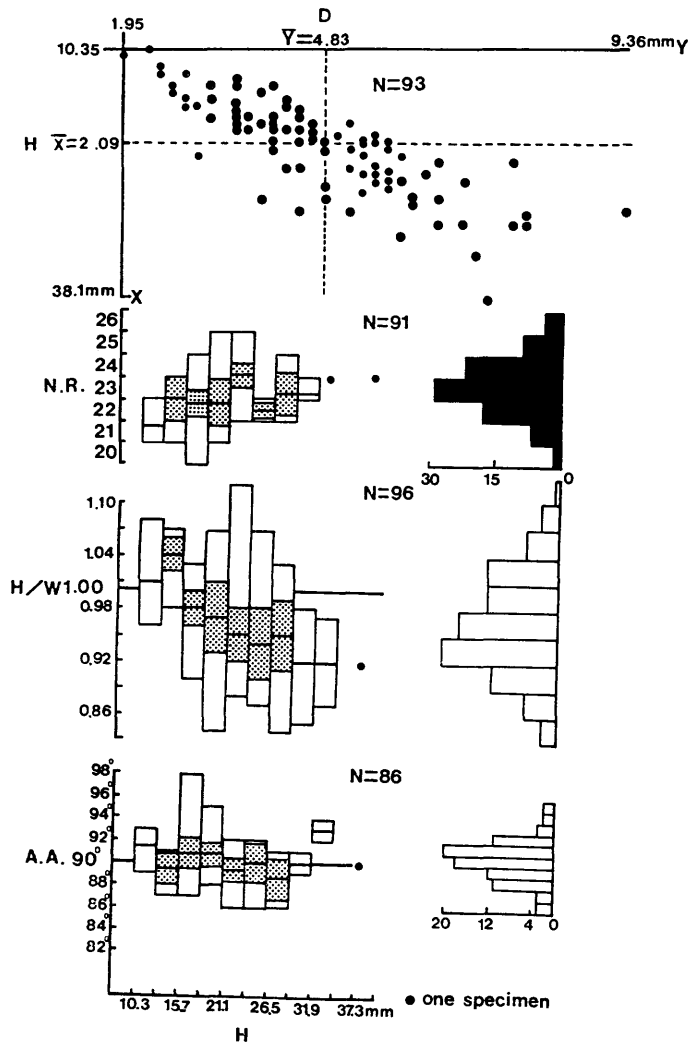 D
1.95
Y̅=4.83
10.35
9.36mm Y
N=93
H X̅=2.09
38.1mm
X
N=91
26
25
24
N.R. 23
22
21
20
30 15 0
N=96
1,10
1.04
H/W1.00
0.98
0,92
0,86
N=86
98°
96°
94°
92°
A.A. 90°
88°
86°
84°
82°
20 12 4 0
10.3 15,7 21,1 26,5 31,9 37,3mm
● one specimen
H